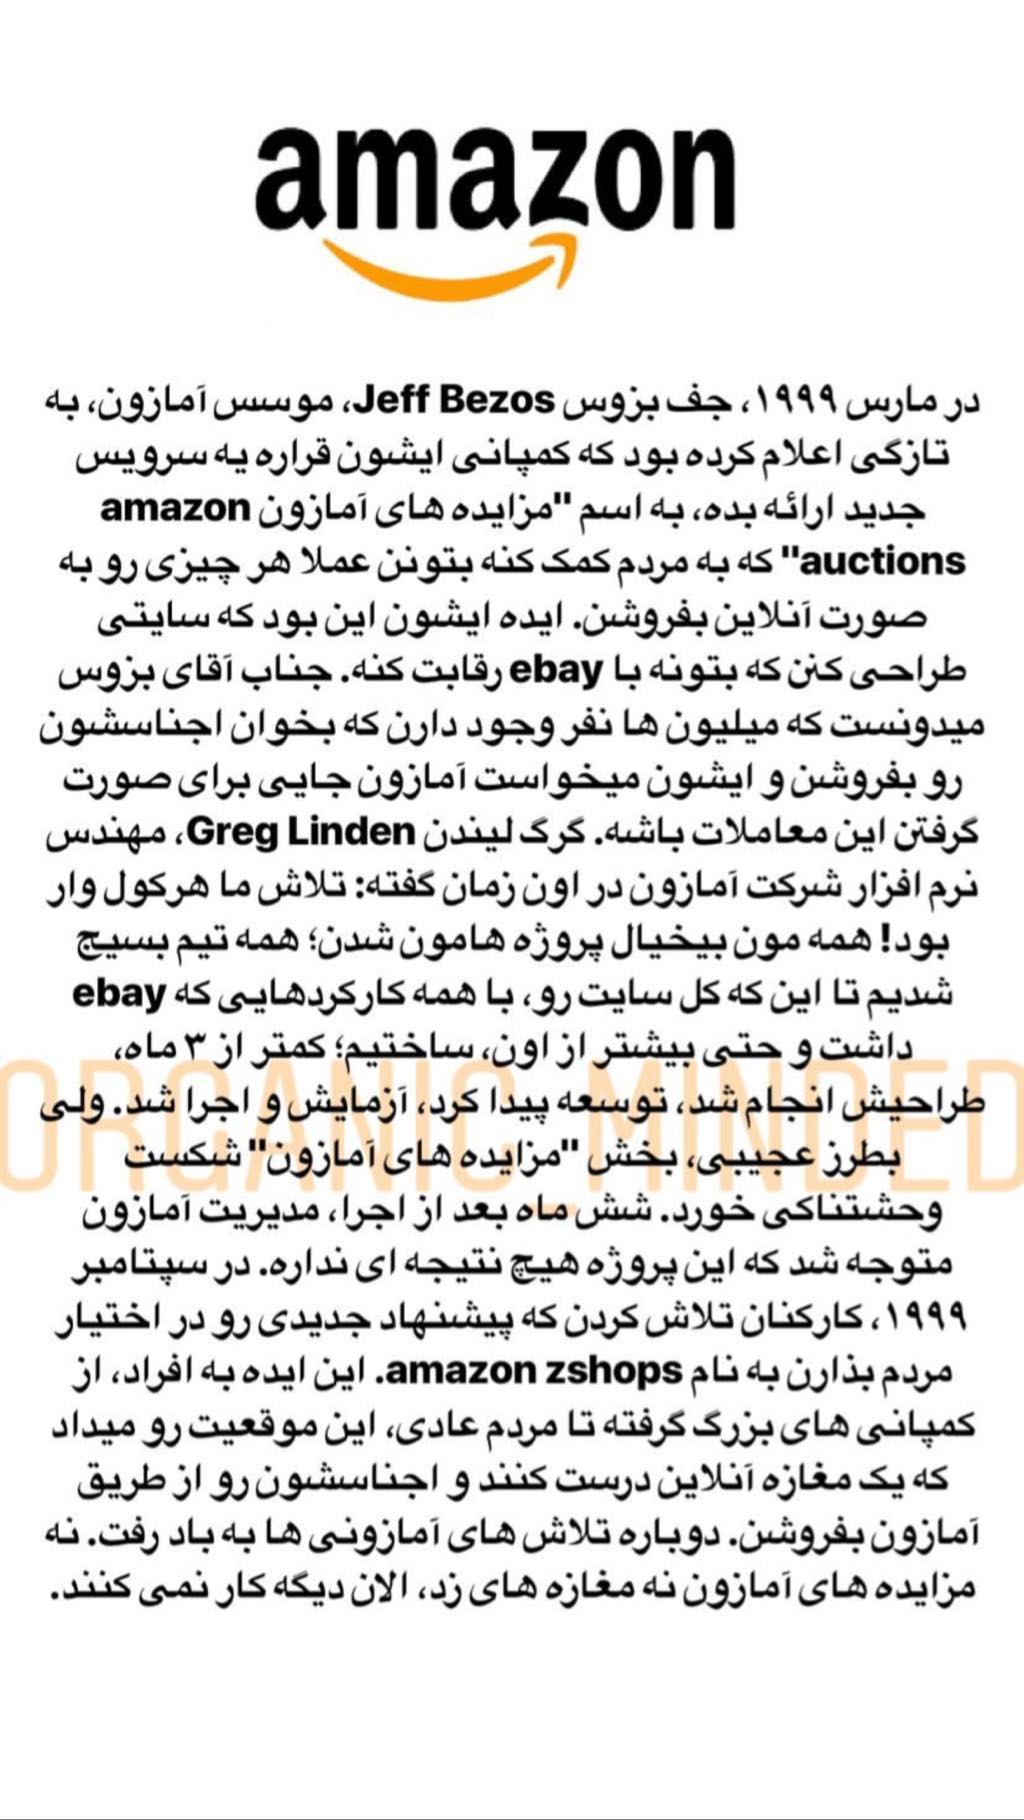 amazon
در مارس ۱۹۹۹، جف بزوس Jeff Bezos، موسس آمازون، به
تازگی اعلام کرده بود که کمپانی ایشون قراره یه سرویس
جدید ارائه بده، به اسم "مزایده های آمازون amazon
auctions" که به مردم کمک کنه بتونن عملا هر چیزی رو به
صورت آنلاین بفروشن. ایده ایشون این بود که سایتی
طراحی کنن که بتونه با ebay رقابت کنه. جناب آقای بزوس
میدونست که میلیون ها نفر وجود دارن که بخوان اجناسشون
رو بفروشن و ایشون میخواست آمازون جایی برای صورت
گرفتن این معاملات باشه. گرگ لیندن Greg Linden، مهندس
نرم افزار شرکت آمازون در اون زمان گفته: تلاش ما هرکول وار
بود! همه مون بیخیال پروژه هامون شدن؛ همه تیم بسیج
شدیم تا این که کل سایت رو، با همه کارکردهایی که ebay
داشت و حتی بیشتر از اون، ساختیم؛ کمتر از ۳ ماه،
طراحیش انجام شد، توسعه پیدا کرد، آزمایش و اجرا شد. ولی
بطرز عجیبی، بخش "مزایده های آمازون" شکست
وحشتناکی خورد. شش ماه بعد از اجرا، مدیریت آمازون
متوجه شد که این پروژه هیچ نتیجه ای نداره. در سپتامبر
۱۹۹۹، کارکنان تلاش کردن که پیشنهاد جدیدی رو در اختیار
مردم بذارن به نام amazon zshops. این ایده به افراد، از
کمپانی های بزرگ گرفته تا مردم عادی، این موقعیت رو میداد
که یک مغازه آنلاین درست کنند و اجناسشون رو از طریق
آمازون بفروشن. دوباره تلاش های آمازونی ها به باد رفت. نه
مزایده های آمازون نه مغازه های زد، الان دیگه کار نمی کنند.
ORGANIC_MINDED